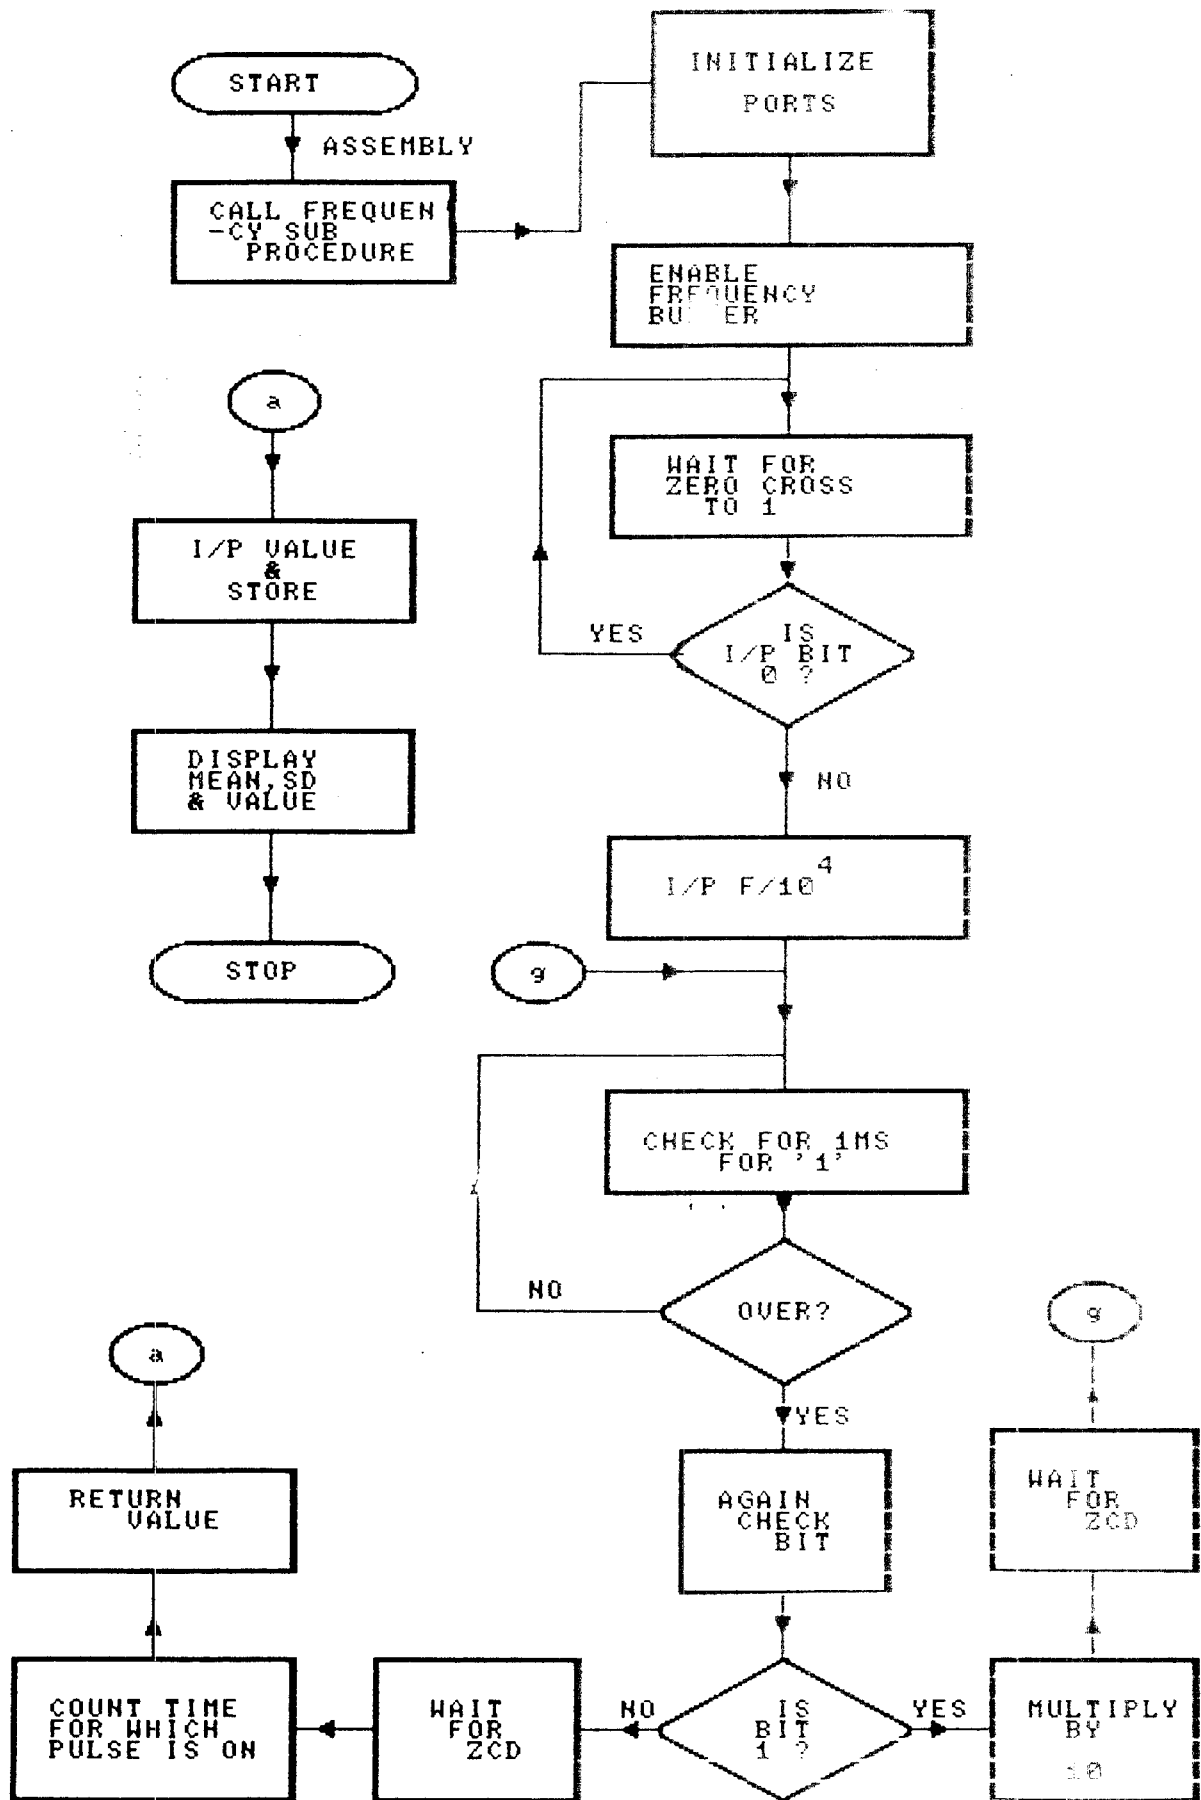 START
ASSEMBLY
CALL FREQUEN
-CY SUB
PROCEDURE
INITIALIZE
PORTS
ENABLE
FREQUENCY
WAIT FOR
ZERO CROSS
TO 1
IS
I/P BIT
0 ?
YES
NO
I/P F/10^4
g
CHECK FOR 1MS
FOR '1'
OVER?
NO
YES
AGAIN
CHECK
BIT
IS
BIT
1 ?
YES
MULTIPLY
BY
10
WAIT
FOR
ZCD
g
NO
WAIT
FOR
ZCD
COUNT TIME
FOR WHICH
PULSE IS ON
RETURN
VALUE
a
a
I/P VALUE
&
STORE
DISPLAY
MEAN,SD
& VALUE
STOP